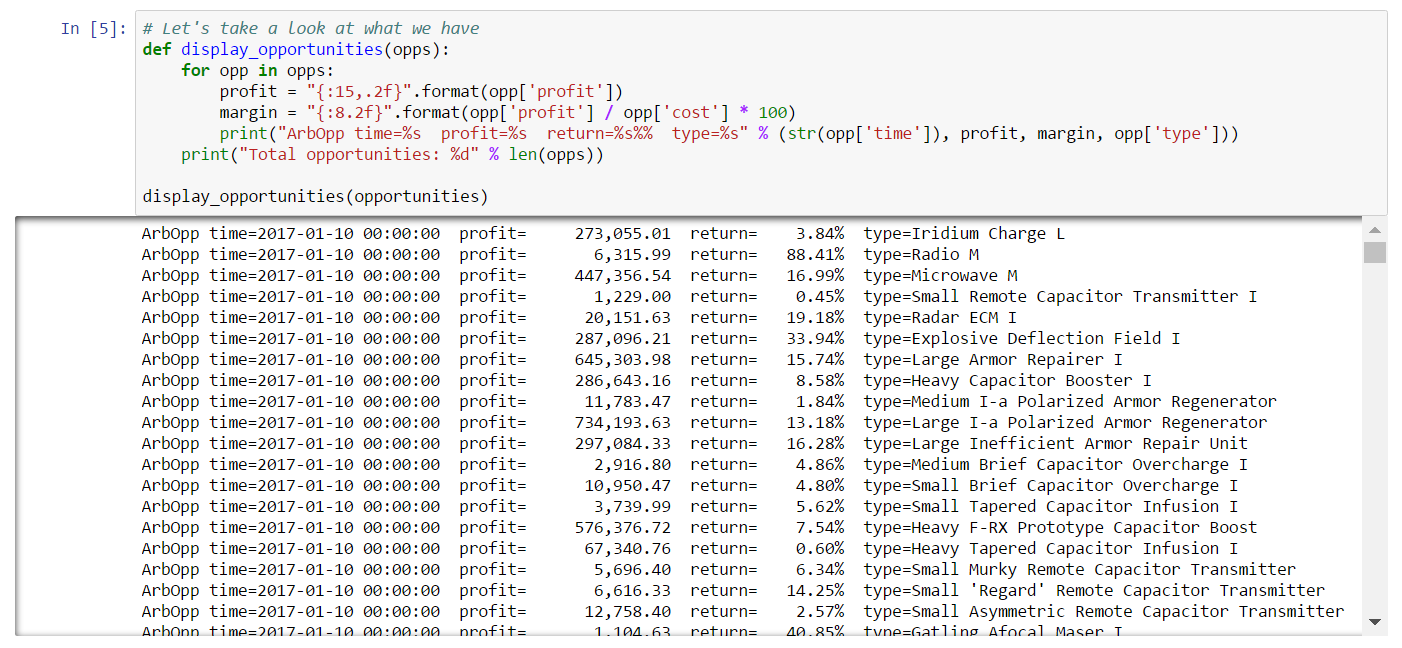 In [5]: # Let's take a look at what we have
def display_opportunities(opps):
    for opp in opps:
        profit = "{:15,.2f}".format(opp['profit'])
        margin = "{:8.2f}".format(opp['profit'] / opp['cost'] * 100)
        print("ArbOpp time=%s  profit=%s  return=%s%%  type=%s" % (str(opp['time']), profit, margin, opp['type']))
    print("Total opportunities: %d" % len(opps))

display_opportunities(opportunities)
ArbOpp time=2017-01-10 00:00:00  profit=     273,055.01  return=    3.84%  type=Iridium Charge L
ArbOpp time=2017-01-10 00:00:00  profit=       6,315.99  return=   88.41%  type=Radio M
ArbOpp time=2017-01-10 00:00:00  profit=     447,356.54  return=   16.99%  type=Microwave M
ArbOpp time=2017-01-10 00:00:00  profit=       1,229.00  return=    0.45%  type=Small Remote Capacitor Transmitter I
ArbOpp time=2017-01-10 00:00:00  profit=      20,151.63  return=   19.18%  type=Radar ECM I
ArbOpp time=2017-01-10 00:00:00  profit=     287,096.21  return=   33.94%  type=Explosive Deflection Field I
ArbOpp time=2017-01-10 00:00:00  profit=     645,303.98  return=   15.74%  type=Large Armor Repairer I
ArbOpp time=2017-01-10 00:00:00  profit=     286,643.16  return=    8.58%  type=Heavy Capacitor Booster I
ArbOpp time=2017-01-10 00:00:00  profit=      11,783.47  return=    1.84%  type=Medium I-a Polarized Armor Regenerator
ArbOpp time=2017-01-10 00:00:00  profit=     734,193.63  return=   13.18%  type=Large I-a Polarized Armor Regenerator
ArbOpp time=2017-01-10 00:00:00  profit=     297,084.33  return=   16.28%  type=Large Inefficient Armor Repair Unit
ArbOpp time=2017-01-10 00:00:00  profit=       2,916.80  return=    4.86%  type=Medium Brief Capacitor Overcharge I
ArbOpp time=2017-01-10 00:00:00  profit=      10,950.47  return=    4.80%  type=Small Brief Capacitor Overcharge I
ArbOpp time=2017-01-10 00:00:00  profit=       3,739.99  return=    5.62%  type=Small Tapered Capacitor Infusion I
ArbOpp time=2017-01-10 00:00:00  profit=     576,376.72  return=    7.54%  type=Heavy F-RX Prototype Capacitor Boost
ArbOpp time=2017-01-10 00:00:00  profit=      67,340.76  return=    0.60%  type=Heavy Tapered Capacitor Infusion I
ArbOpp time=2017-01-10 00:00:00  profit=       5,696.40  return=    6.34%  type=Small Murky Remote Capacitor Transmitter
ArbOpp time=2017-01-10 00:00:00  profit=       6,616.33  return=   14.25%  type=Small 'Regard' Remote Capacitor Transmitter
ArbOpp time=2017-01-10 00:00:00  profit=      12,758.40  return=    2.57%  type=Small Asymmetric Remote Capacitor Transmitter
ArbOpp time=2017-01-10 00:00:00  profit=       1,104.63  return=   40.85%  type=Gatling Afocal Maser I